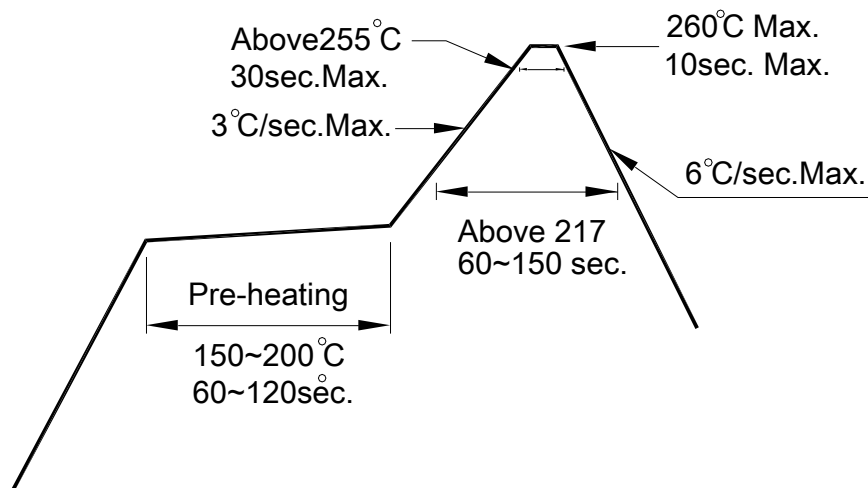 Above255°C
30sec.Max.
260°C Max.
10sec. Max.
3°C/sec.Max.
6°C/sec.Max.
Above 217
60~150 sec.
Pre-heating
150~200°C
60~120sec.